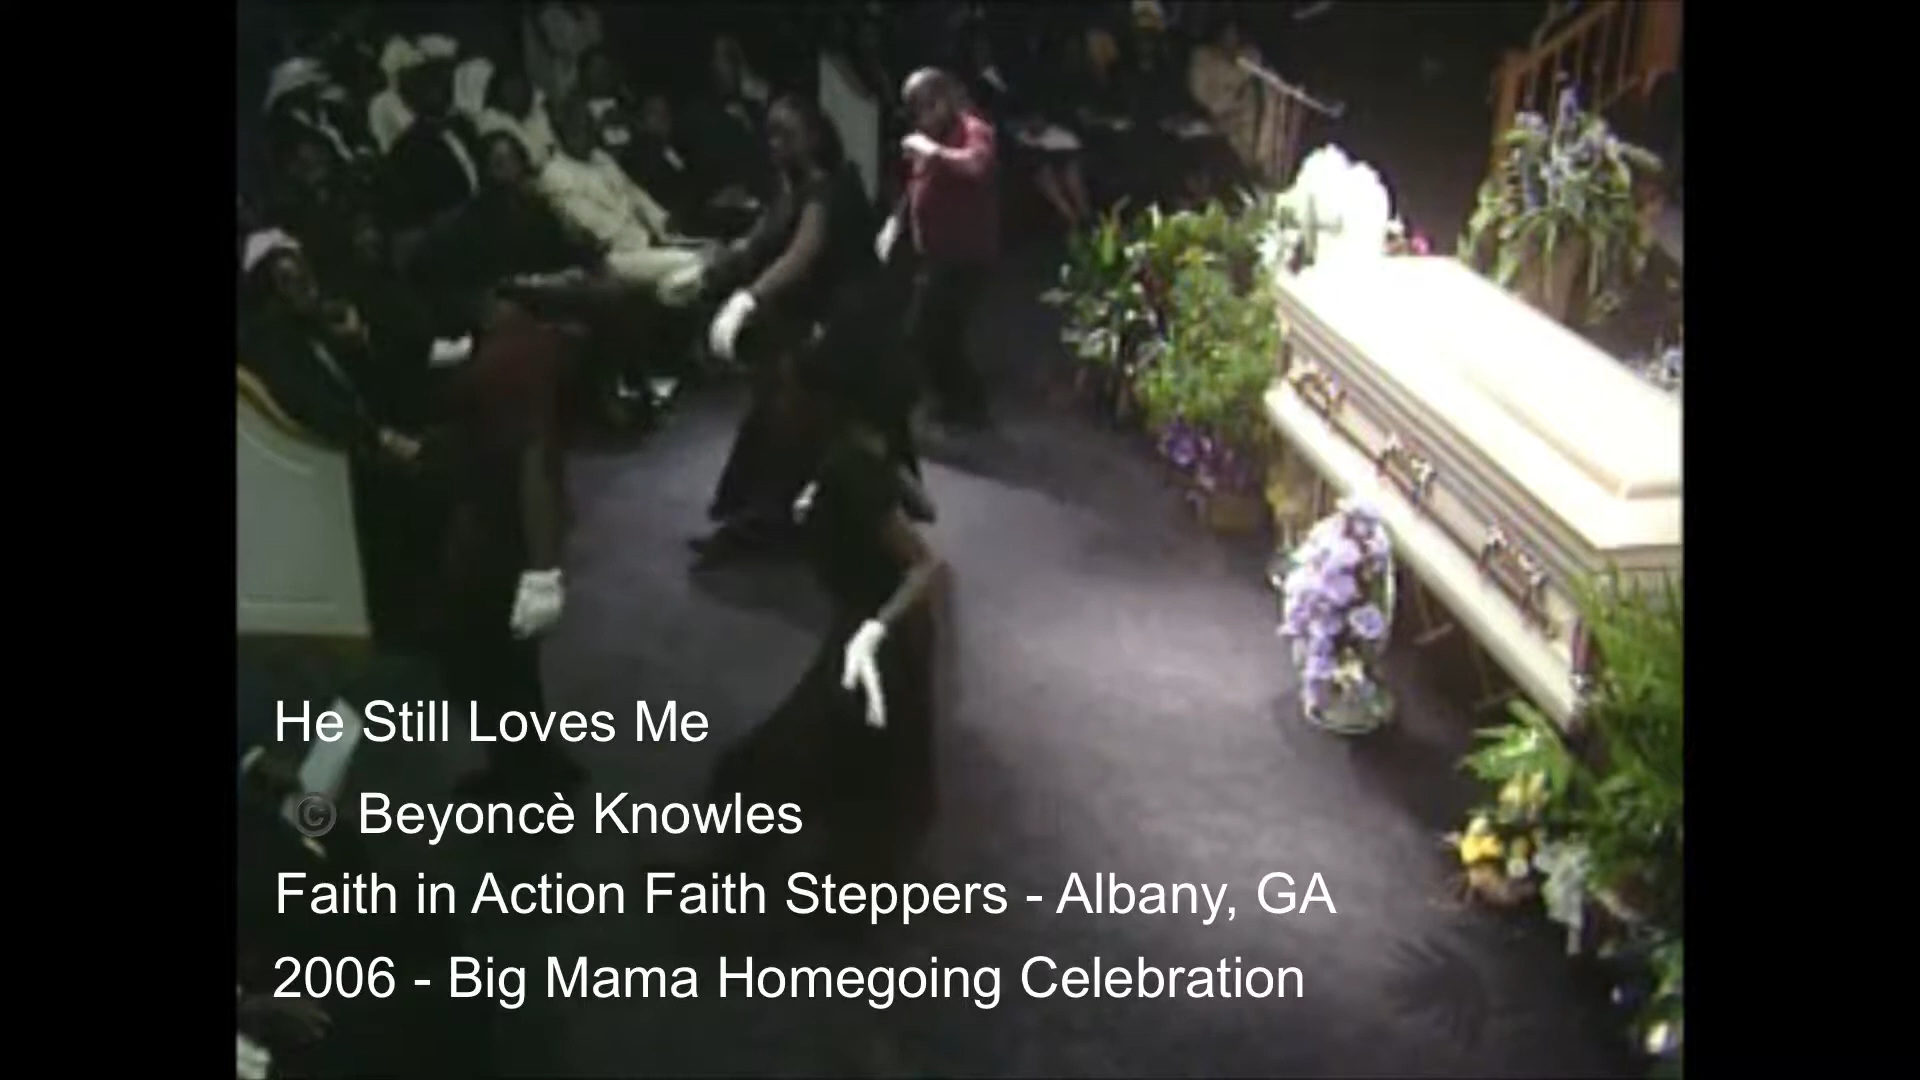 He Still Loves Me
© Beyoncè Knowles
Faith in Action Faith Steppers - Albany, GA
2006 - Big Mama Homegoing Celebration